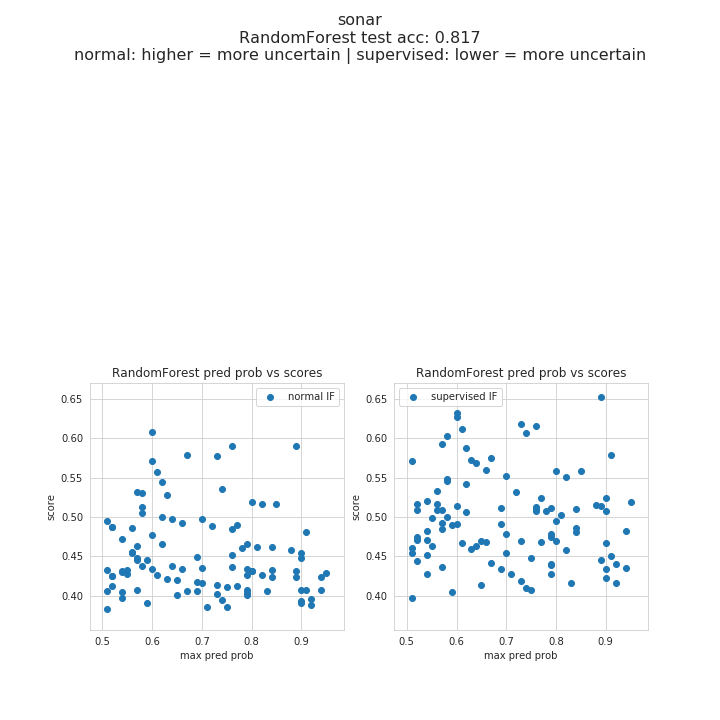 sonar
RandomForest test acc: 0.817
normal: higher = more uncertain | supervised: lower = more uncertain
RandomForest pred prob vs scores
normal IF
0.65
0.60
0.55
0.50
0.45
0.40
score
0.5 0.6 0.7 0.8 0.9
max pred prob
RandomForest pred prob vs scores
supervised IF
0.65
0.60
0.55
0.50
0.45
0.40
score
0.5 0.6 0.7 0.8 0.9
max pred prob